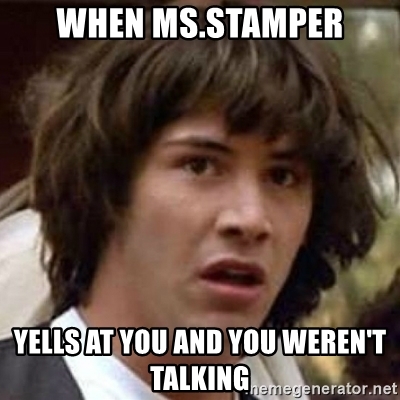 WHEN MS.STAMPER
YELLS AT YOU AND YOU WEREN'T
TALKING
memegenerator.net